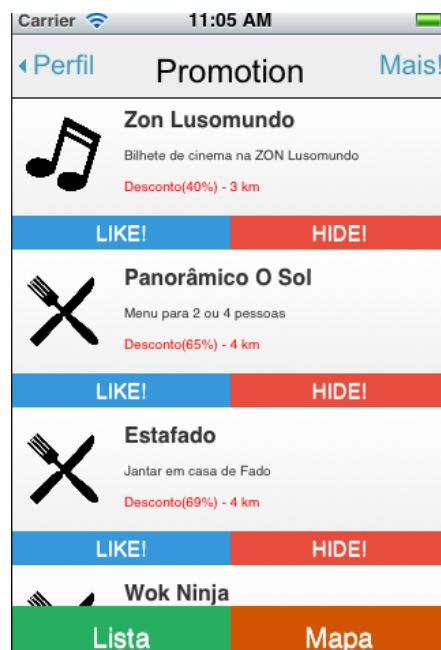 Carrier 11:05 AM
Perfil Promotion Mais!
Zon Lusomundo
Bilhete de cinema na ZON Lusomundo
Desconto(40%) - 3 km
LIKE! HIDE!
Panorâmico O Sol
Menu para 2 ou 4 pessoas
Desconto(65%) - 4 km
LIKE! HIDE!
Estafado
Jantar em casa de Fado
Desconto(69%) - 4 km
LIKE! HIDE!
Wok Ninja
Lista Mapa